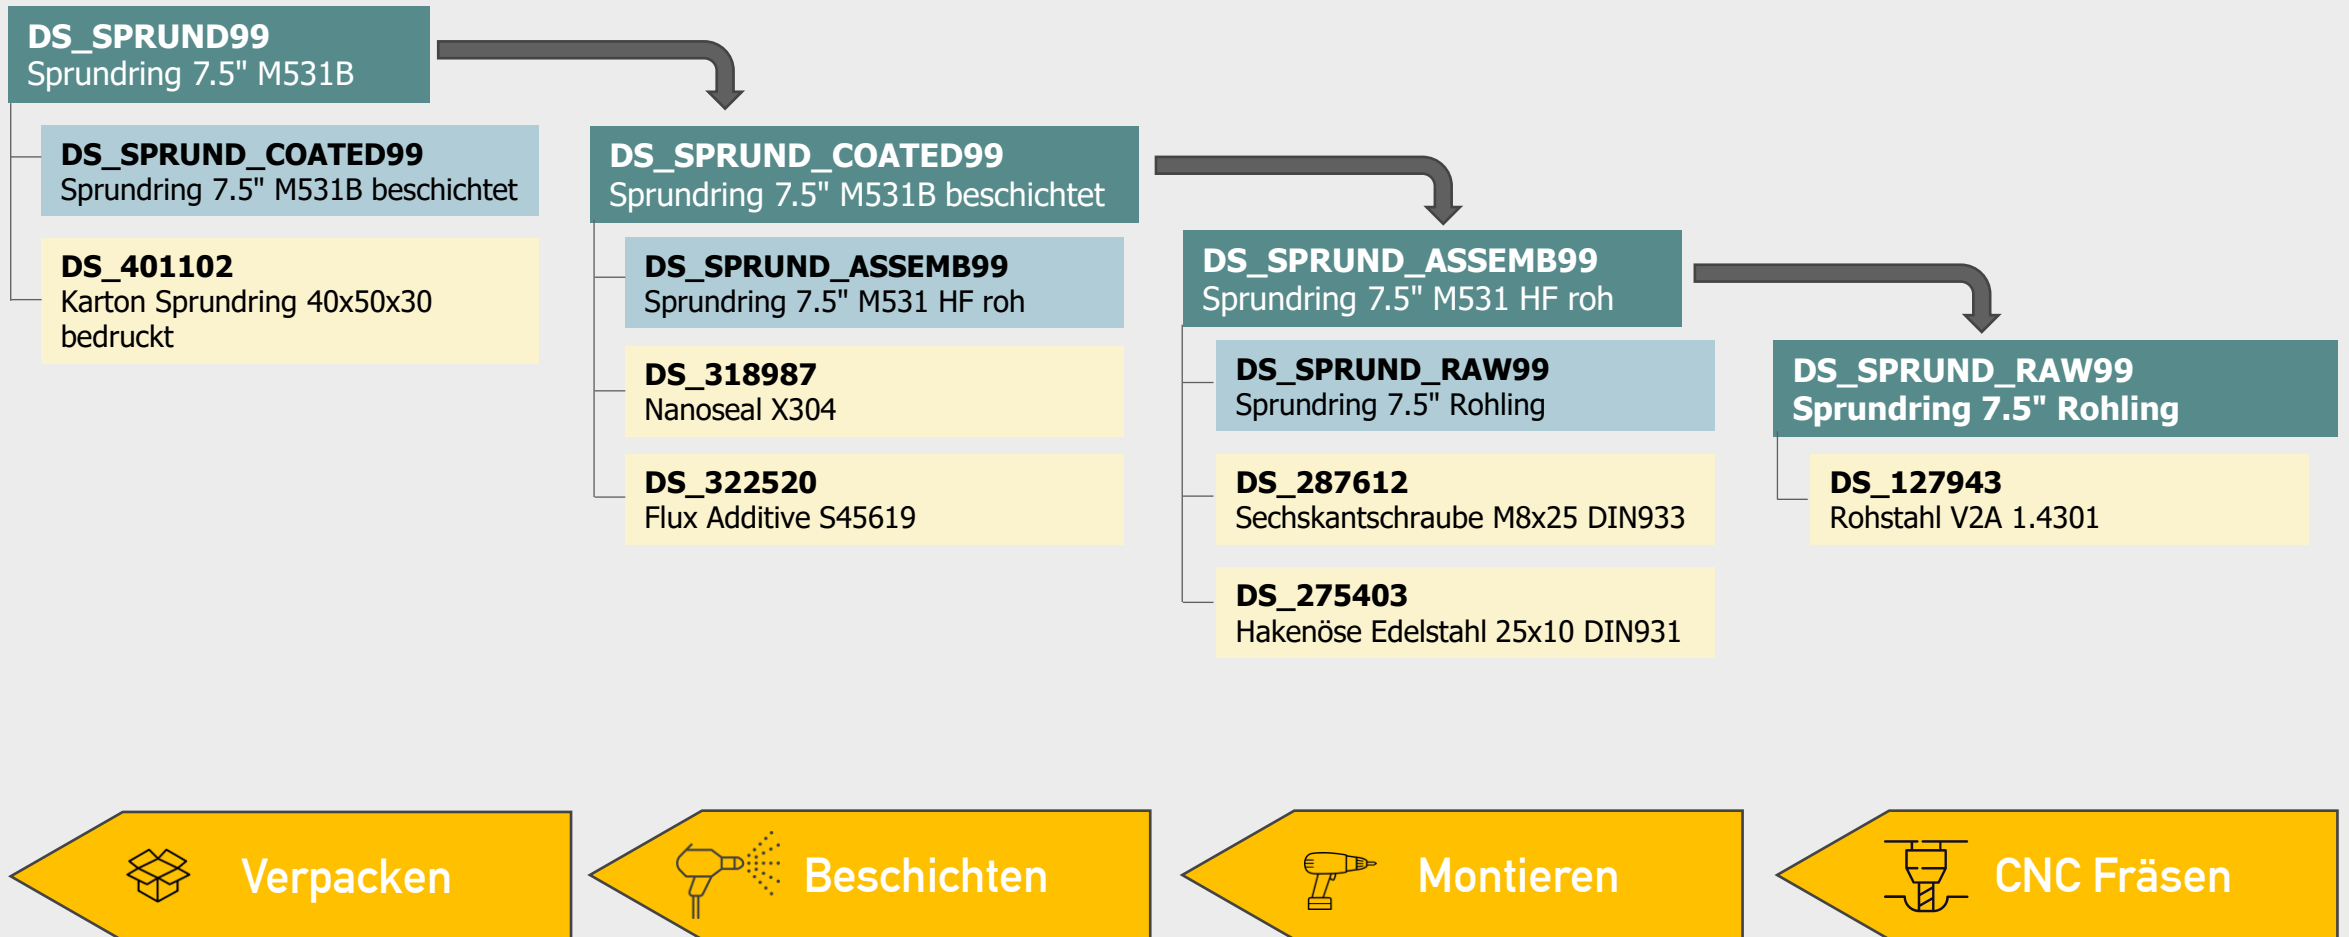 DS_SPRUND99
Sprundring 7.5" M531B
DS_SPRUND_COATED99
Sprundring 7.5" M531B beschichtet
DS_401102
Karton Sprundring 40x50x30
bedruckt
DS_SPRUND_COATED99
Sprundring 7.5" M531B beschichtet
DS_SPRUND_ASSEMB99
Sprundring 7.5" M531 HF roh
DS_318987
Nanoseal X304
DS_322520
Flux Additive S45619
DS_SPRUND_ASSEMB99
Sprundring 7.5" M531 HF roh
DS_SPRUND_RAW99
Sprundring 7.5" Rohling
DS_287612
Sechskantschraube M8x25 DIN933
DS_275403
Hakenöse Edelstahl 25x10 DIN931
DS_SPRUND_RAW99
Sprundring 7.5" Rohling
DS_127943
Rohstahl V2A 1.4301
Verpacken
Beschichten
Montieren
CNC Fräsen